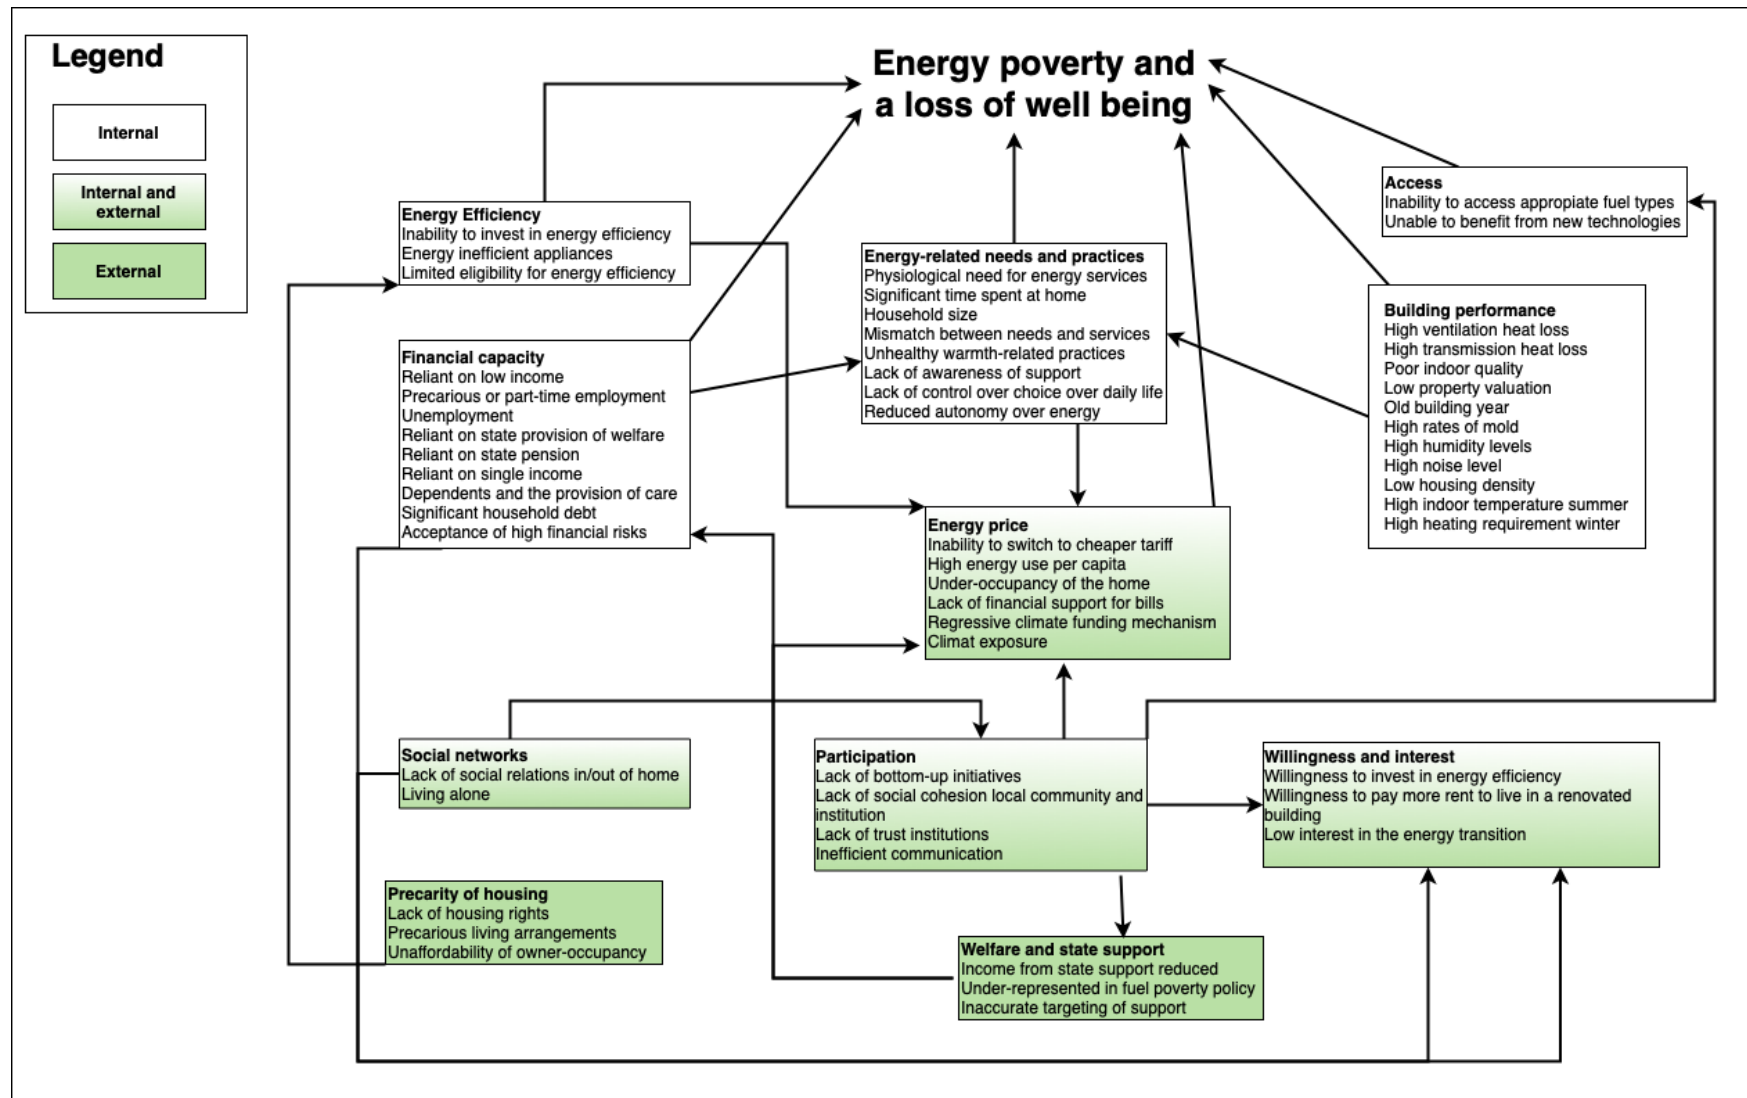 Legend
Internal
Internal and
external
External
Energy poverty and
a loss of well being
Energy Efficiency
Inability to invest in energy efficiency
Energy inefficient appliances
Limited eligibility for energy efficiency
Financial capacity
Reliant on low income
Precarious or part-time employment
Unemployment
Reliant on state provision of welfare
Reliant on state pension
Reliant on single income
Dependents and the provision of care
Significant household debt
Acceptance of high financial risks
Energy-related needs and practices
Physiological need for energy services
Significant time spent at home
Household size
Mismatch between needs and services
Unhealthy warmth-related practices
Lack of awareness of support
Lack of control over choice over daily life
Reduced autonomy over energy
Access
Inability to access appropiate fuel types
Unable to benefit from new technologies
Building performance
High ventilation heat loss
High transmission heat loss
Poor indoor quality
Low property valuation
Old building year
High rates of mold
High humidity levels
High noise level
Low housing density
High indoor temperature summer
High heating requirement winter
Energy price
Inability to switch to cheaper tariff
High energy use per capita
Under-occupancy of the home
Lack of financial support for bills
Regressive climate funding mechanism
Climat exposure
Social networks
Lack of social relations in/out of home
Living alone
Participation
Lack of bottom-up initiatives
Lack of social cohesion local community and
institution
Lack of trust institutions
Inefficient communication
Willingness and interest
Willingness to invest in energy efficiency
Willingness to pay more rent to live in a renovated
building
Low interest in the energy transition
Precarity of housing
Lack of housing rights
Precarious living arrangements
Unaffordability of owner-occupancy
Welfare and state support
Income from state support reduced
Under-represented in fuel poverty policy
Inaccurate targeting of support